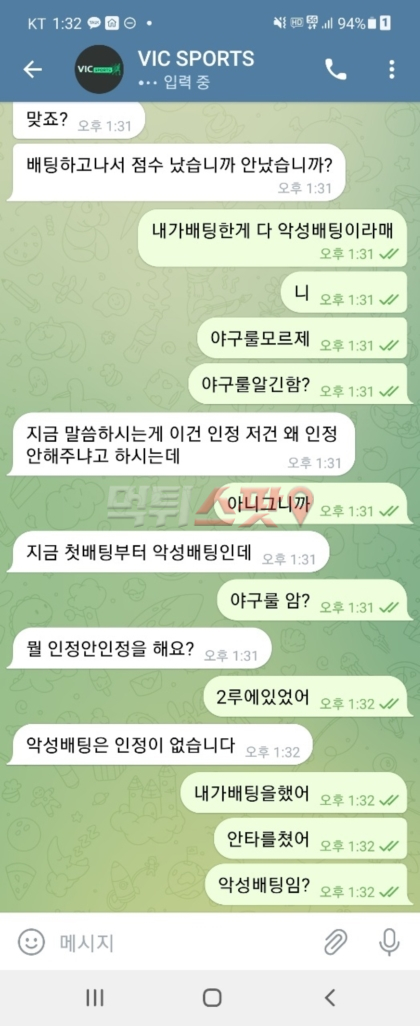 KT 1:32
94%
VIC SPORTS
VIC SPORTS
••• 입력 중
맞죠?
오후 1:31
배팅하고나서 점수 났습니까 안났습니까?
오후 1:31
내가배팅한게 다 악성배팅이라매
오후 1:31
니
오후 1:31
야구룰모르제
오후 1:31
야구룰알긴함?
오후 1:31
지금 말씀하시는게 이건 인정 저건 왜 인정
안해주냐고 하시는데
오후 1:31
먹튀스팟
아니그니까
오후 1:31
지금 첫배팅부터 악성배팅인데
오후 1:31
야구룰 암?
오후 1:31
뭘 인정안인정을 해요?
오후 1:31
2루에있었어
오후 1:32
악성배팅은 인정이 없습니다
오후 1:32
내가배팅을했어
오후 1:32
안타를쳤어
오후 1:32
악성배팅임?
오후 1:32
메시지